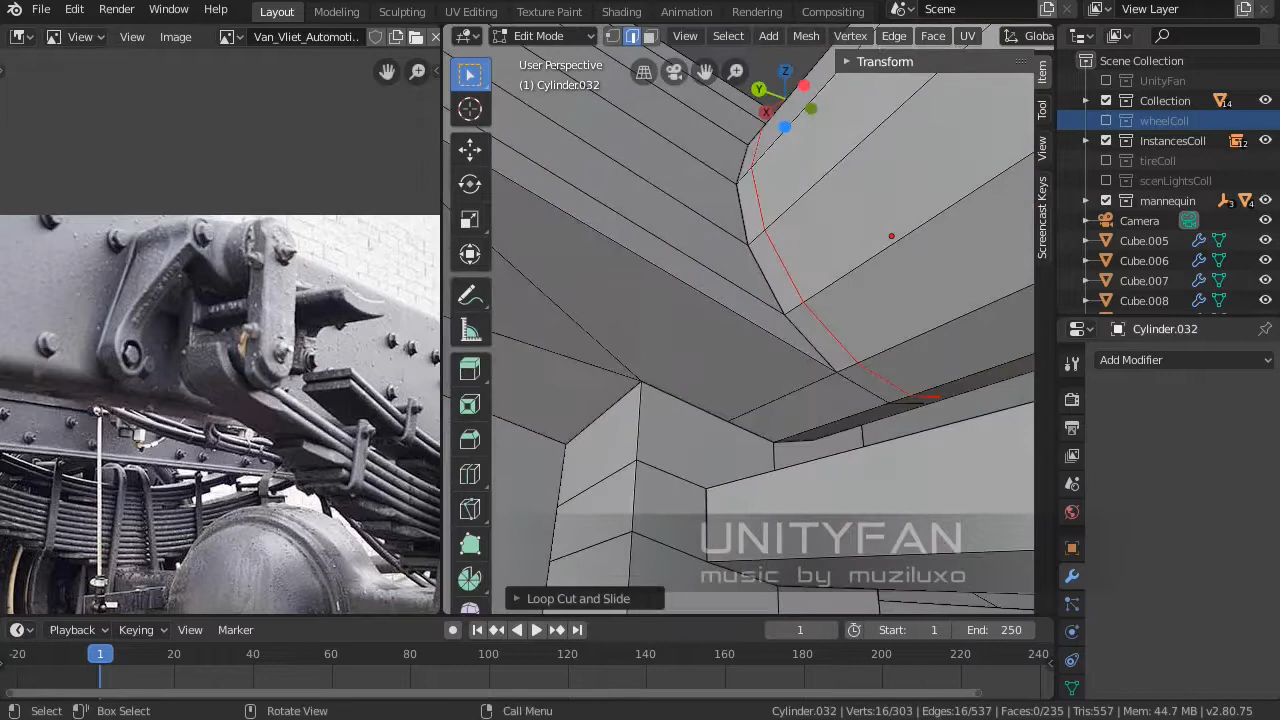 File Edit Render Window Help Layout Modeling Sculpting UV Editing Texture Paint Shading Animation Rendering Compositing Scene View Layer
View View Image Van_Vliet_Automoti.. Edit Mode View Select Add Mesh Vertex Edge Face UV Globa
User Perspective
(1) Cylinder.032
Transform
Item
Tool
View
Screencast Keys
Z
Y
X
Scene Collection
UnityFan
Collection 14
wheelColl
InstancesColl 12
tireColl
scenLightsColl
mannequin 3 4
Camera
Cube.005
Cube.006
Cube.007
Cube.008
Cylinder.032
Add Modifier
UNITYFAN
music by muziluxo
Loop Cut and Slide
Playback Keying View Marker 1 Start: 1 End: 250
-20 1 20 40 60 80 100 120 140 160 180 200 220 240
Select Box Select Rotate View Call Menu Cylinder.032 | Verts:16/303 | Edges:16/537 | Faces:0/235 | Tris:557 | Mem: 44.7 MB | v2.80.75